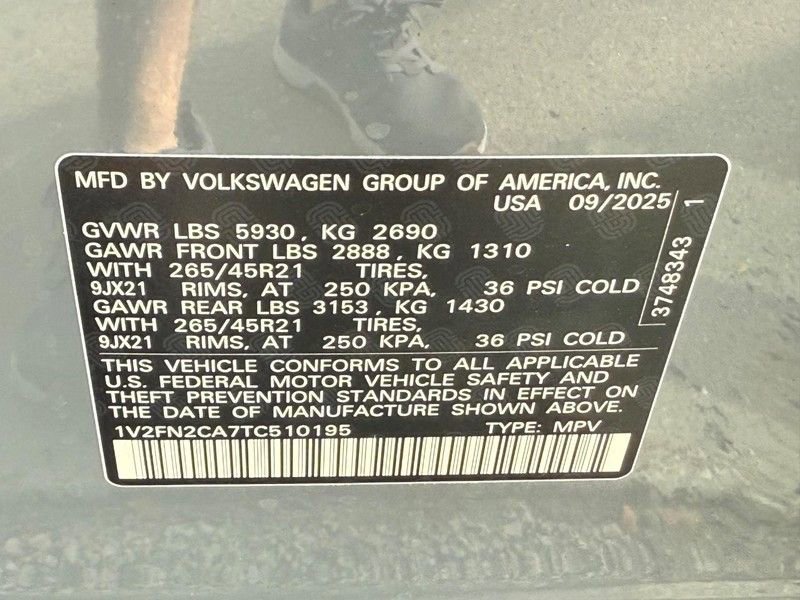 MFD BY VOLKSWAGEN GROUP OF AMERICA, INC.
USA 09/2025
GVWR LBS 5930, KG 2690
GAWR FRONT LBS 2888, KG 1310
WITH 265/45R21 TIRES,
9JX21 RIMS, AT 250 KPA, 36 PSI COLD
GAWR REAR LBS 3153, KG 1430
WITH 265/45R21 TIRES,
9JX21 RIMS, AT 250 KPA, 36 PSI COLD
THIS VEHICLE CONFORMS TO ALL APPLICABLE
U.S. FEDERAL MOTOR VEHICLE SAFETY AND
THEFT PREVENTION STANDARDS IN EFFECT ON
THE DATE OF MANUFACTURE SHOWN ABOVE.
1V2FN2CA7TC510195 TYPE: MPV
3748343 1